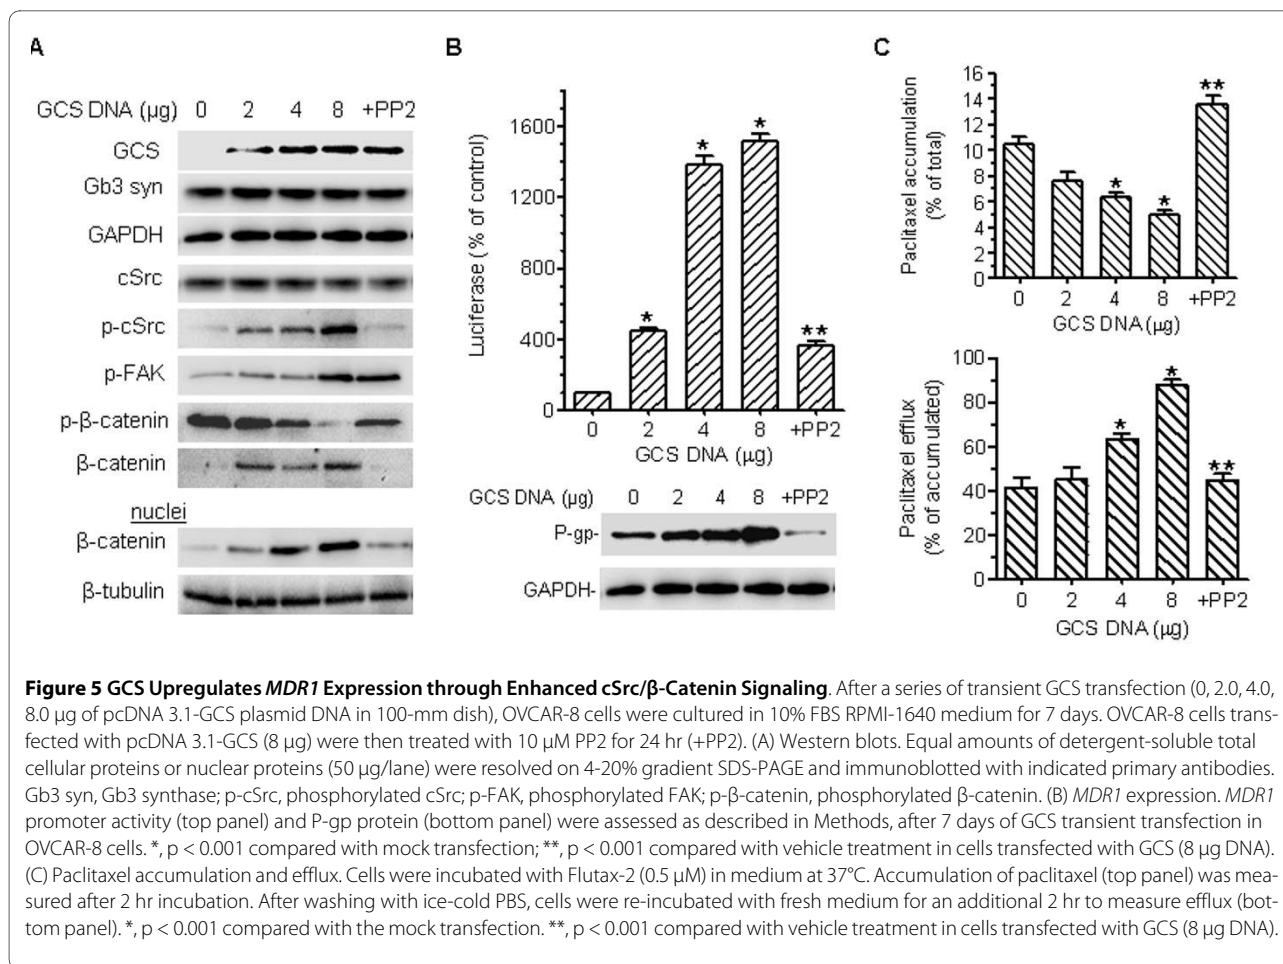 A
GCS DNA (µg) 0 2 4 8 +PP2
GCS
Gb3 syn
GAPDH
cSrc
p-cSrc
p-FAK
p-β-catenin
β-catenin
nuclei
β-catenin
β-tubulin
B
Luciferase (% of control)
1600
1200
800
400
0
*
*
*
**
0 2 4 8 +PP2
GCS DNA (µg)
GCS DNA (µg) 0 2 4 8 +PP2
P-gp-
GAPDH-
C
Paclitaxel accumulation
(% of total)
16
14
12
10
8
6
4
2
0
*
*
**
0 2 4 8 +PP2
GCS DNA (µg)
Paclitaxel efflux
(% of accumulated)
100
80
60
40
20
0
*
*
**
0 2 4 8 +PP2
GCS DNA (µg)
Figure 5 GCS Upregulates MDR1 Expression through Enhanced cSrc/β-Catenin Signaling. After a series of transient GCS transfection (0, 2.0, 4.0,
8.0 µg of pcDNA 3.1-GCS plasmid DNA in 100-mm dish), OVCAR-8 cells were cultured in 10% FBS RPMI-1640 medium for 7 days. OVCAR-8 cells trans-
fected with pcDNA 3.1-GCS (8 µg) were then treated with 10 µM PP2 for 24 hr (+PP2). (A) Western blots. Equal amounts of detergent-soluble total
cellular proteins or nuclear proteins (50 µg/lane) were resolved on 4-20% gradient SDS-PAGE and immunoblotted with indicated primary antibodies.
Gb3 syn, Gb3 synthase; p-cSrc, phosphorylated cSrc; p-FAK, phosphorylated FAK; p-β-catenin, phosphorylated β-catenin. (B) MDR1 expression. MDR1
promoter activity (top panel) and P-gp protein (bottom panel) were assessed as described in Methods, after 7 days of GCS transient transfection in
OVCAR-8 cells. *, p < 0.001 compared with mock transfection; **, p < 0.001 compared with vehicle treatment in cells transfected with GCS (8 µg DNA).
(C) Paclitaxel accumulation and efflux. Cells were incubated with Flutax-2 (0.5 µM) in medium at 37°C. Accumulation of paclitaxel (top panel) was mea-
sured after 2 hr incubation. After washing with ice-cold PBS, cells were re-incubated with fresh medium for an additional 2 hr to measure efflux (bot-
tom panel). *, p < 0.001 compared with the mock transfection. **, p < 0.001 compared with vehicle treatment in cells transfected with GCS (8 µg DNA).